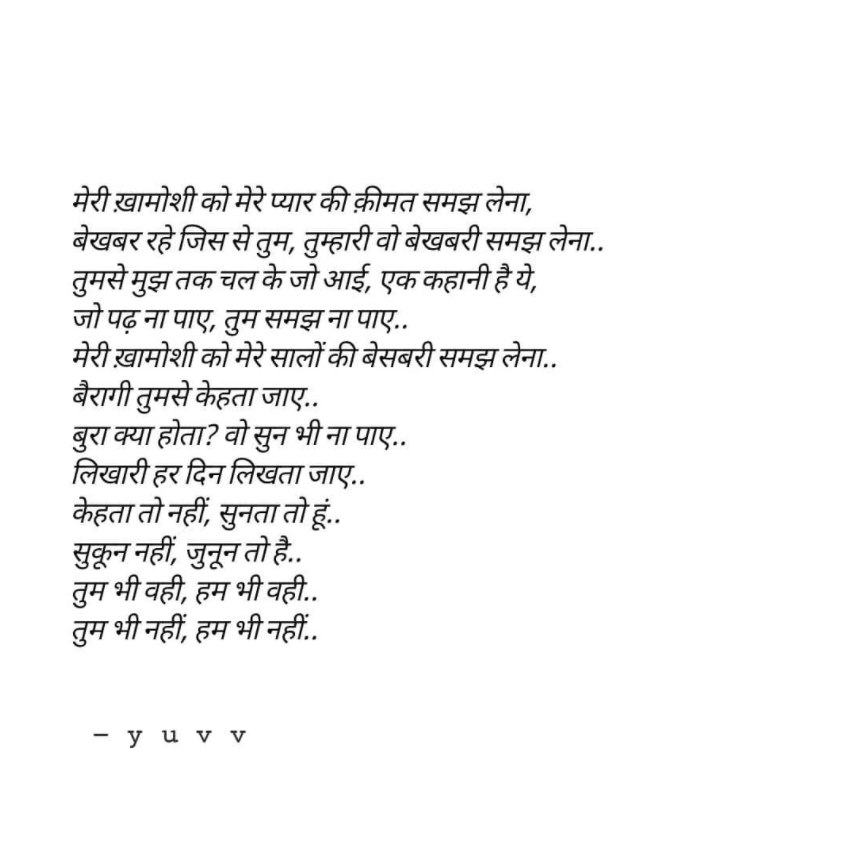 मेरी ख़ामोशी को मेरे प्यार की क़ीमत समझ लेना,
बेखबर रहे जिस से तुम, तुम्हारी वो बेखबरी समझ लेना..
तुमसे मुझ तक चल के जो आई, एक कहानी है ये,
जो पढ़ ना पाए, तुम समझ ना पाए..
मेरी ख़ामोशी को मेरे सालों की बेसबरी समझ लेना..
बैरागी तुमसे केहता जाए..
बुरा क्या होता? वो सुन भी ना पाए..
लिखारी हर दिन लिखता जाए..
केहता तो नहीं, सुनता तो हूं..
सुकून नहीं, जुनून तो है..
तुम भी वही, हम भी वही..
तुम भी नहीं, हम भी नहीं..
– y u v v